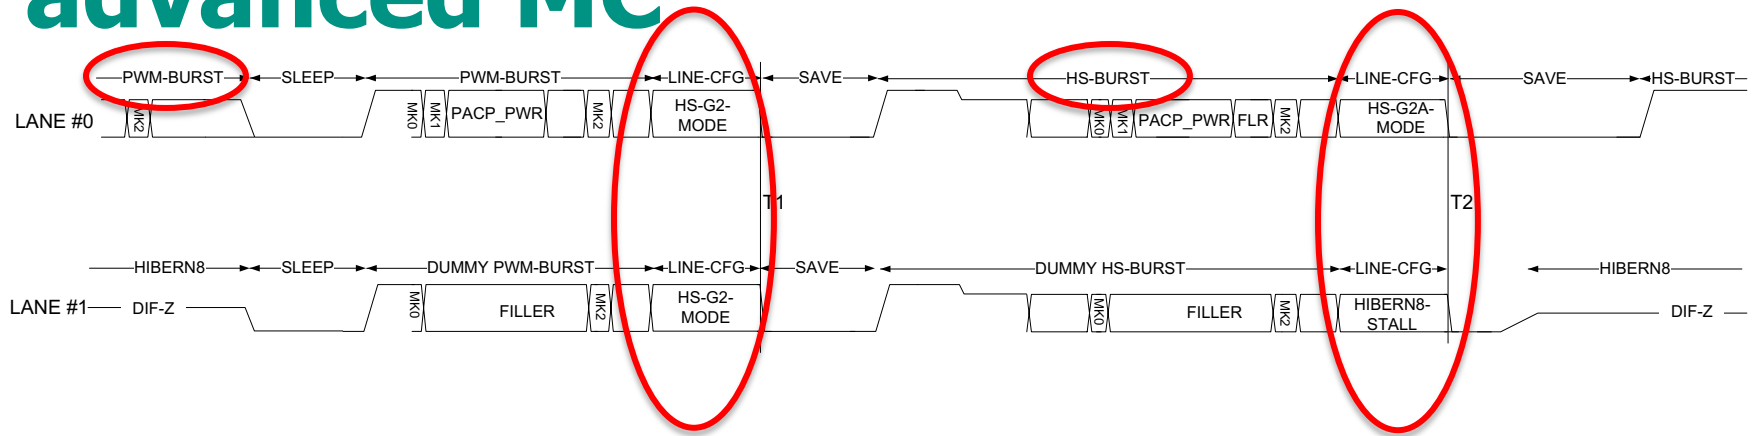 advanced MC
PWM-BURST SLEEP PWM-BURST LINE-CFG SAVE HS-BURST LINE-CFG SAVE HS-BURST
LANE #0 MK2 MK0 MK1 PACP_PWR MK2 HS-G2-MODE MK0 MK1 PACP_PWR FLR MK2 HS-G2A-MODE
T1 T2
HIBERN8 SLEEP DUMMY PWM-BURST LINE-CFG SAVE DUMMY HS-BURST LINE-CFG HIBERN8
LANE #1 DIF-Z MK0 FILLER MK2 HS-G2-MODE MK0 FILLER MK2 HIBERN8-STALL DIF-Z